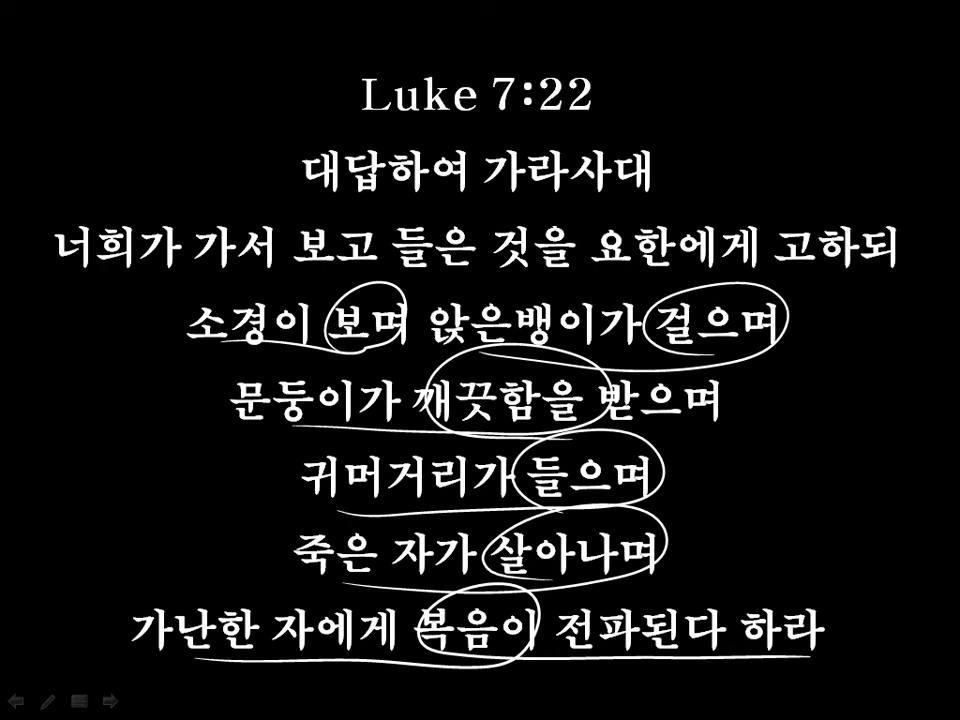 Luke 7:22
대답하여 가라사대
너희가 가서 보고 들은 것을 요한에게 고하되
소경이 보며 앉은뱅이가 걸으며
문둥이가 깨끗함을 받으며
귀머거리가 들으며
죽은 자가 살아나며
가난한 자에게 복음이 전파된다 하라